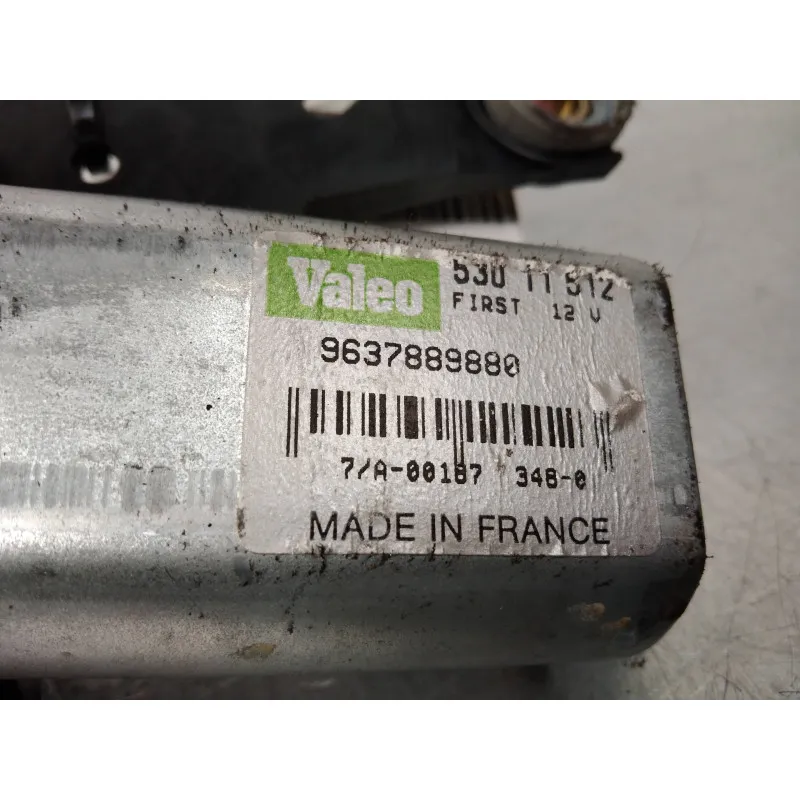 Valeo
530 11 512
FIRST 12 V
9637889880
7/A-00187 348-0
MADE IN FRANCE